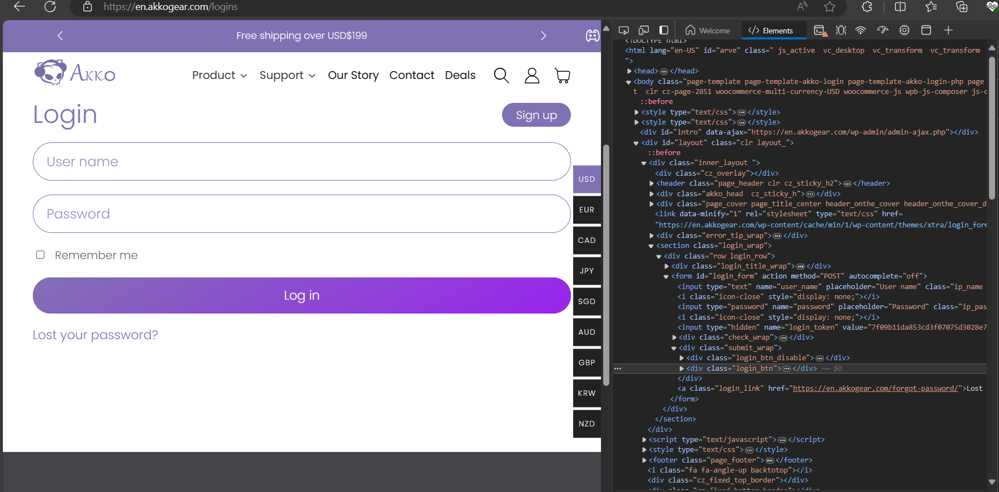 https://en.akkogear.com/logins
Free shipping over USD$199
AKKO
Product
Support
Our Story
Contact
Deals
Login
Sign up
User name
Password
Remember me
Log in
Lost your password?
USD
EUR
CAD
JPY
SGD
AUD
GBP
KRW
NZD
Welcome
Elements
<!DOCTYPE html>
<html lang="en-US" id="arve" class=" js_active  vc_desktop  vc_transform  vc_transform
">
<head> … </head>
<body class="page-template page-template-akko-login page-template-akko-login-php page
t  clr cz-page-2851 woocommerce-multi-currency-USD woocommerce-js wpb-js-composer js-c
::before
<style type="text/css"> … </style>
<style type="text/css"> … </style>
<div id="intro" data-ajax="https://en.akkogear.com/wp-admin/admin-ajax.php"></div>
<div id="layout" class="clr layout_">
::before
<div class="inner_layout ">
<div class="cz_overlay"></div>
<header class="page_header clr cz_sticky_h2"> … </header>
<div class="akko_head  cz_sticky_h"> … </div>
<div class="page_cover page_title_center header_onthe_cover header_onthe_cover_d
<link data-minify="1" rel="stylesheet" type="text/css" href=
"https://en.akkogear.com/wp-content/cache/min/1/wp-content/themes/xtra/login_for
<div class="error_tip_wrap"> … </div>
<section class="login_wrap">
<div class="row login_row">
<div class="login_title_wrap"> … </div>
<form id="login_form" action method="POST" autocomplete="off">
<input type="text" name="user_name" placeholder="User name" class="ip_name
<i class="icon-close" style="display: none;"></i>
<input type="password" name="password" placeholder="Password" class="ip_pas
<i class="icon-close" style="display: none;"></i>
<input type="hidden" name="login_token" value="7f09b11da853cd3f07075d3028e7
<div class="check_wrap"> … </div>
<div class="submit_wrap">
<div class="login_btn_disable"> … </div>
<div class="login_btn"> … </div> == $0
</div>
<a class="login_link" href="https://en.akkogear.com/forgot-password/">Lost
</form>
</div>
</section>
</div>
<script type="text/javascript"> … </script>
<style type="text/css"> … </style>
<footer class="page_footer"> … </footer>
<i class="fa fa-angle-up backtotop"></i>
<div class="cz_fixed_top_border"></div>
<div class="cz_fixed_bottom_border"></div>